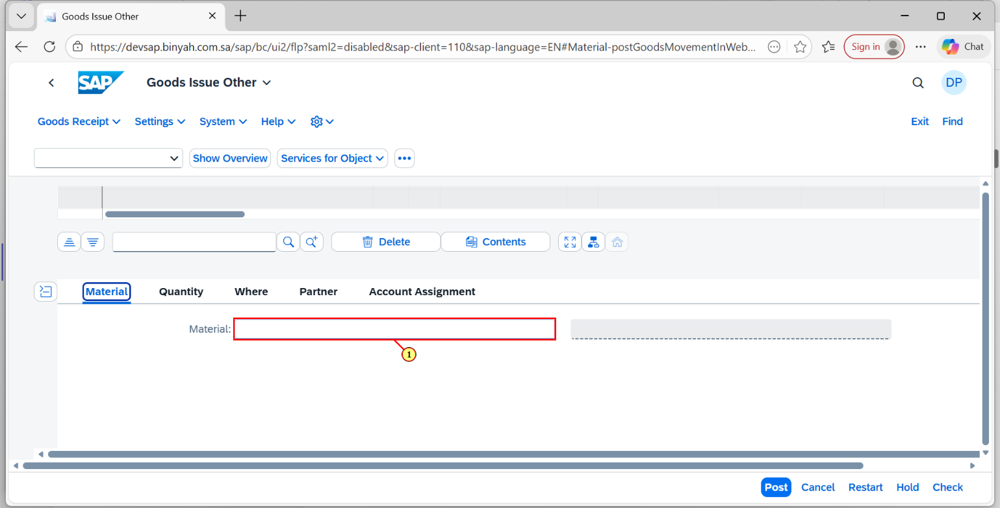 Goods Issue Other
https://devsap.binyah.com.sa/sap/bc/ui2/flp?saml2=disabled&sap-client=110&sap-language=EN#Material-postGoodsMovementInWeb...
Sign in
Chat
SAP
Goods Issue Other
DP
Goods Receipt
Settings
System
Help
Exit
Find
Show Overview
Services for Object
Delete
Contents
Material
Quantity
Where
Partner
Account Assignment
Material:
1
Post
Cancel
Restart
Hold
Check